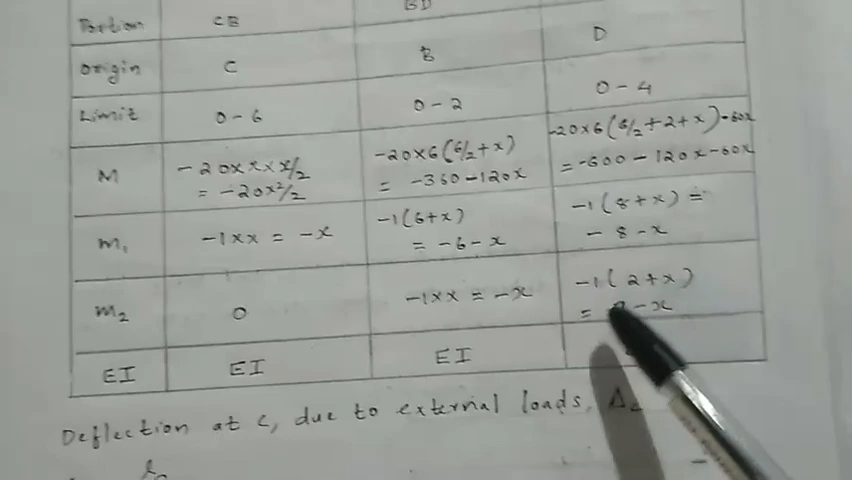 Portion CB BD
Origin C B D
Limit 0-6 0-2 0-4
M -20×x×x/2 = -20x²/2 -20×6(6/2+x) = -360-120x -20×6(6/2+2+x)-60x = -600-120x-60x
m₁ -1×x = -x -1(6+x) = -6-x -1(8+x) = -8-x
m₂ 0 -1×x = -x -1(2+x) = -x
EI EI EI
Deflection at C, due to external loads,